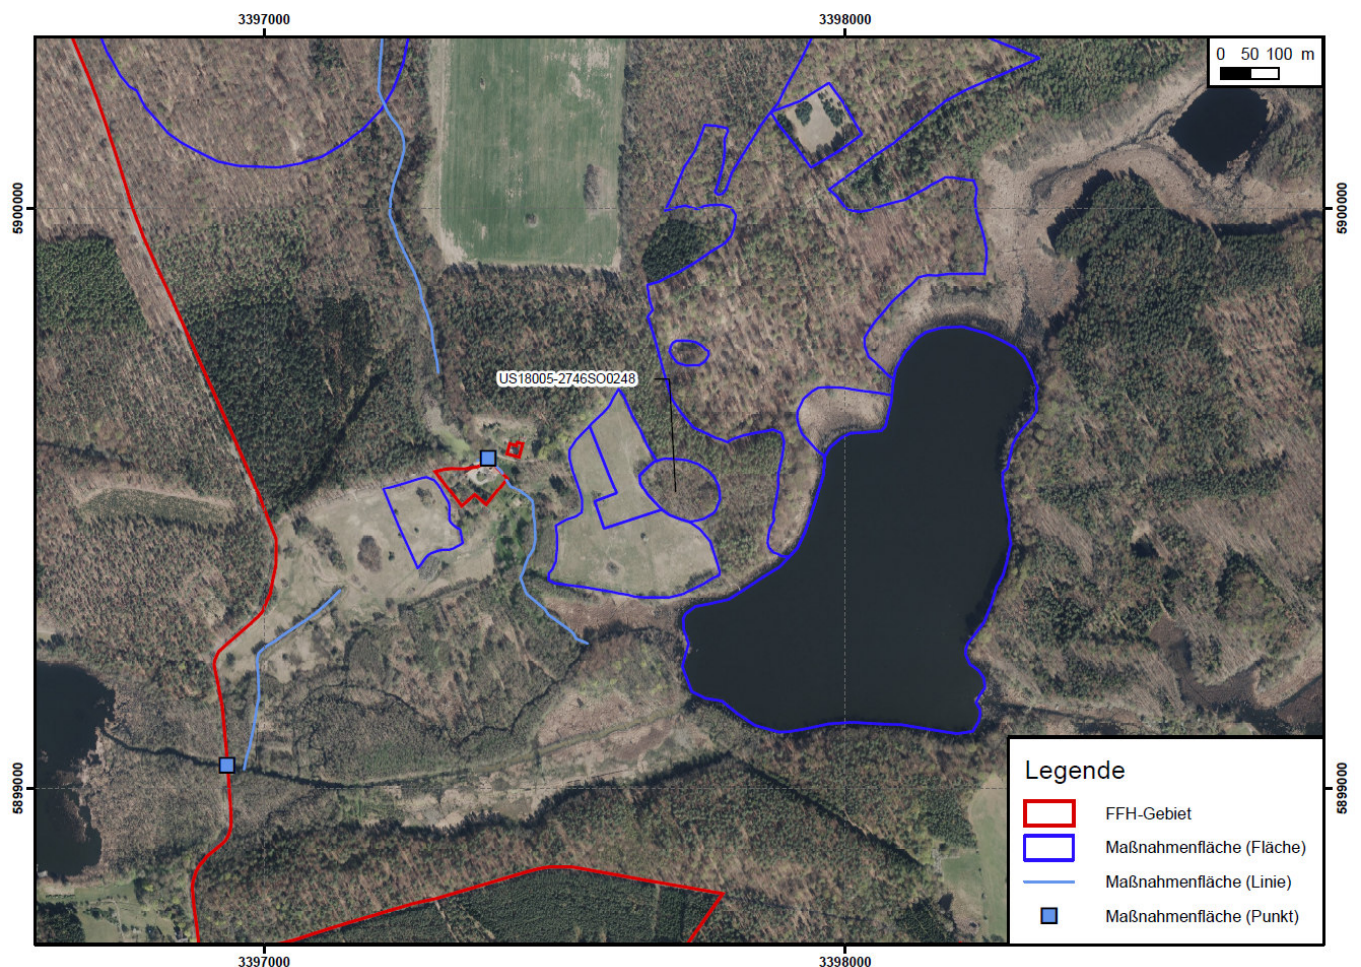 3397000
3398000
0 50 100 m
5900000
5900000
US18005-2746SO0248
5899000
5899000
Legende
FFH-Gebiet
Maßnahmenfläche (Fläche)
Maßnahmenfläche (Linie)
Maßnahmenfläche (Punkt)
3397000
3398000